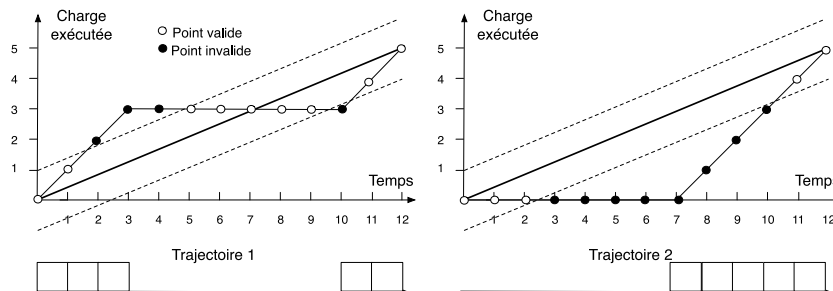 Charge
exécutée
Point valide
Point invalide
5
4
3
2
1
Temps
1 2 3 4 5 6 7 8 9 10 11 12
Trajectoire 1
Charge
exécutée
5
4
3
2
1
Temps
1 2 3 4 5 6 7 8 9 10 11 12
Trajectoire 2